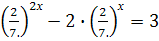 (2/7.)^{2x} − 2 · (2/7.)^{x} = 3